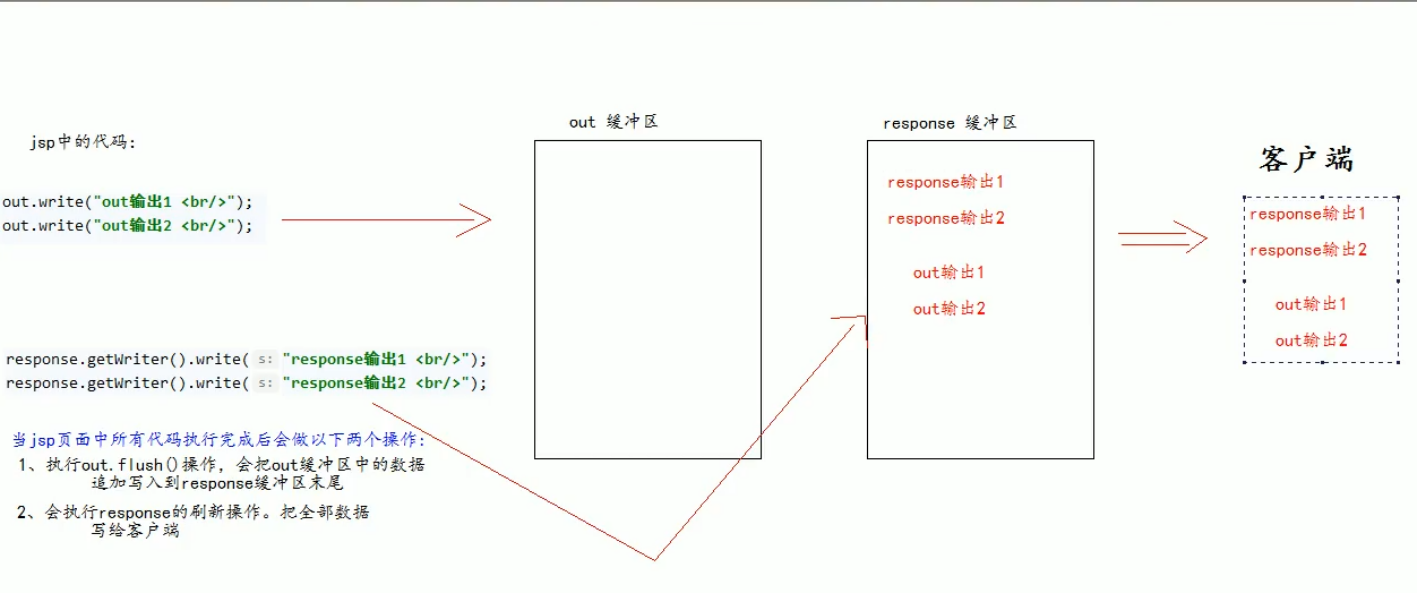 jsp中的代码:
out.write("out输出1 <br/>");
out.write("out输出2 <br/>");
response.getWriter().write( s: "response输出1 <br/>");
response.getWriter().write( s: "response输出2 <br/>");
当jsp页面中所有代码执行完成后会做以下两个操作:
1、执行out.flush()操作，会把out缓冲区中的数据
追加写入到response缓冲区末尾
2、会执行response的刷新操作。把全部数据
写给客户端
out 缓冲区
response 缓冲区
response输出1
response输出2
out输出1
out输出2
客户端
response输出1
response输出2
out输出1
out输出2